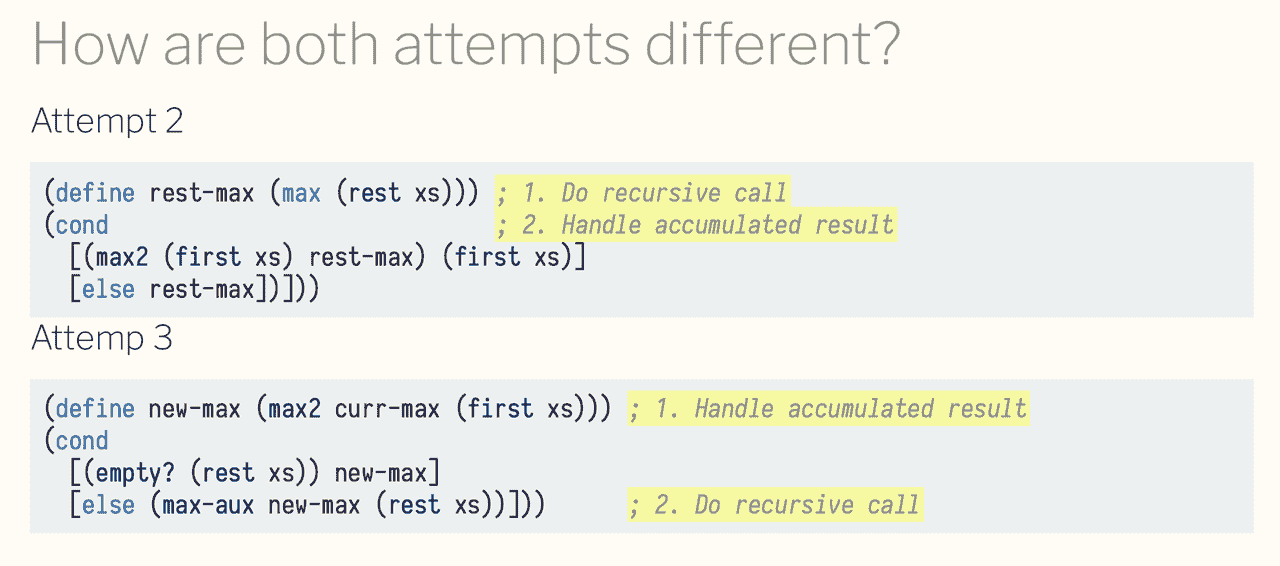 How are both attempts different?
Attempt 2
(define rest-max (max (rest xs))) ; 1. Do recursive call
(cond ; 2. Handle accumulated result
[(max2 (first xs) rest-max) (first xs)]
[else rest-max])]))
Attemp 3
(define new-max (max2 curr-max (first xs))) ; 1. Handle accumulated result
(cond
[(empty? (rest xs)) new-max]
[else (max-aux new-max (rest xs))])) ; 2. Do recursive call